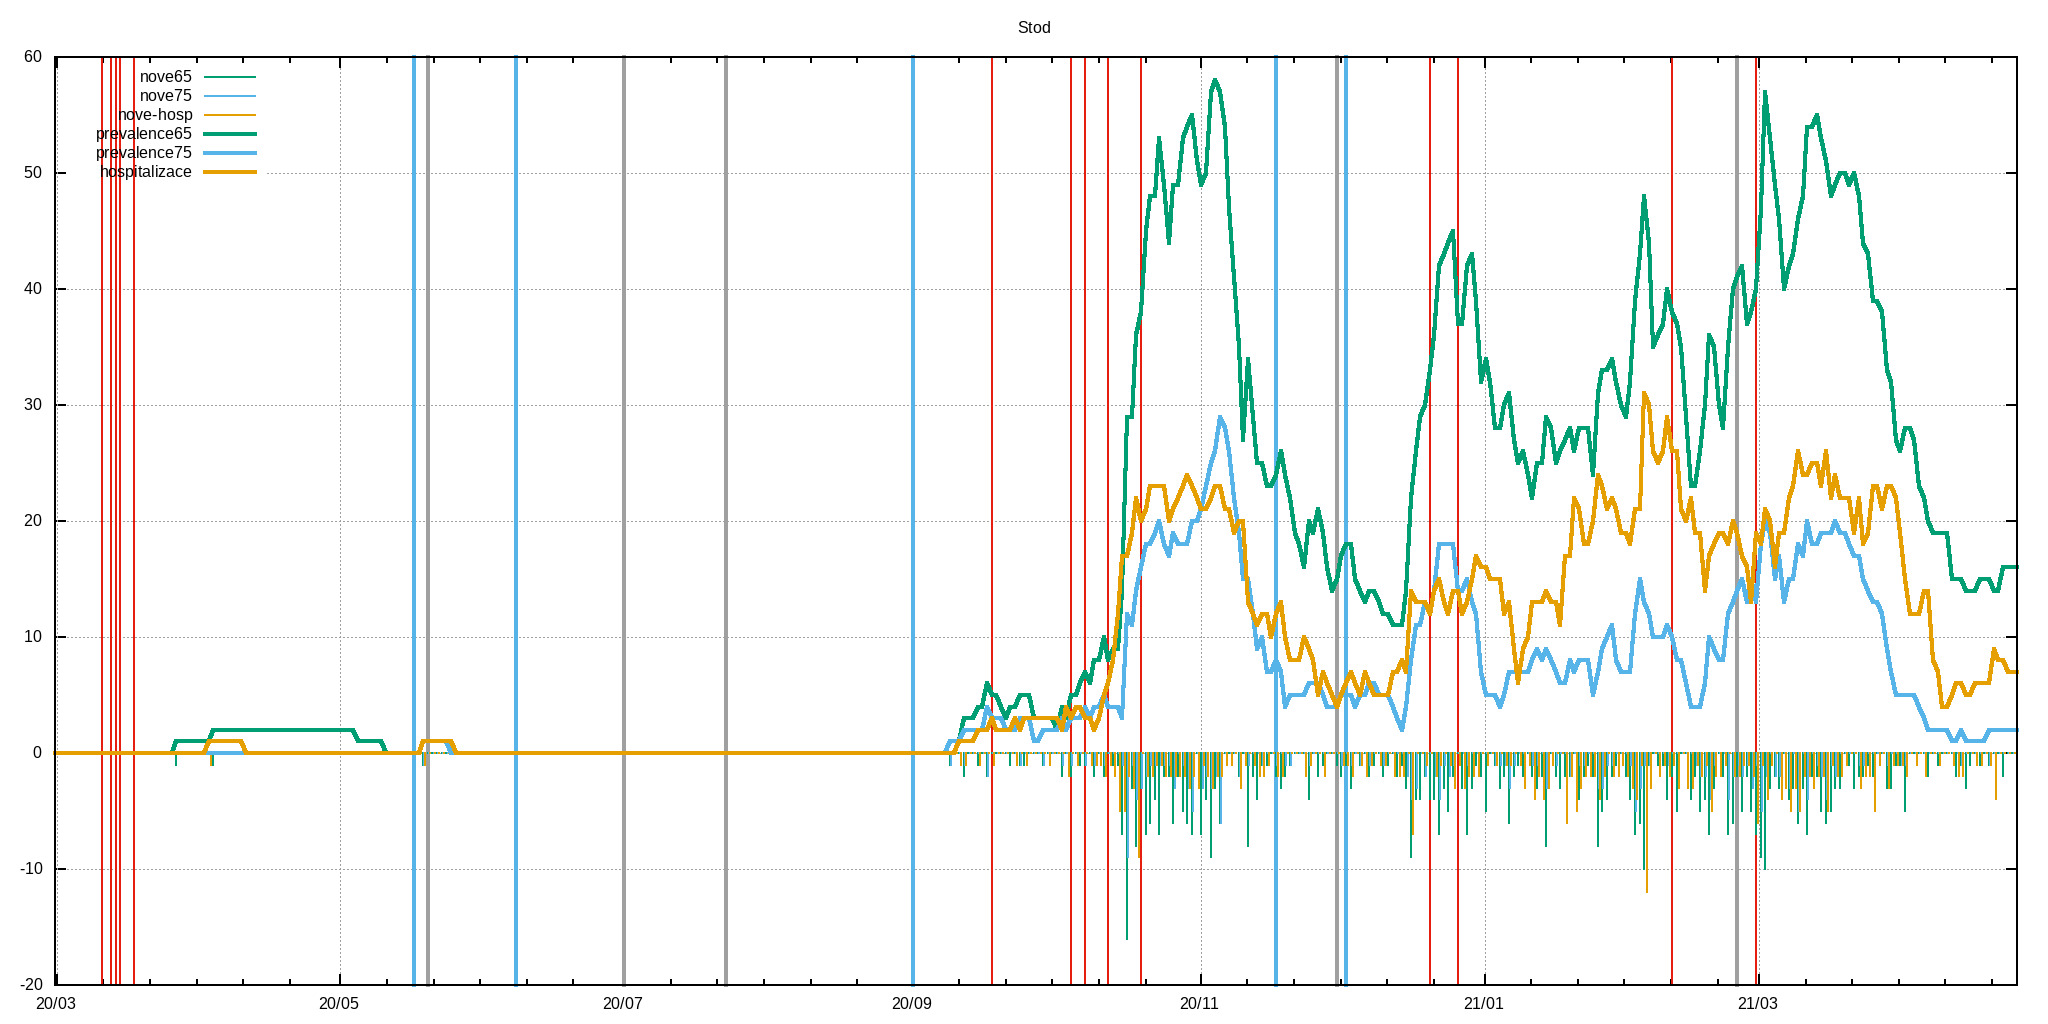 Stod
60
nove65
nove75
nove-hosp
prevalence65
prevalence75
hospitalizace
50
40
30
20
10
0
-10
-20
20/03 20/05 20/07 20/09 20/11 21/01 21/03